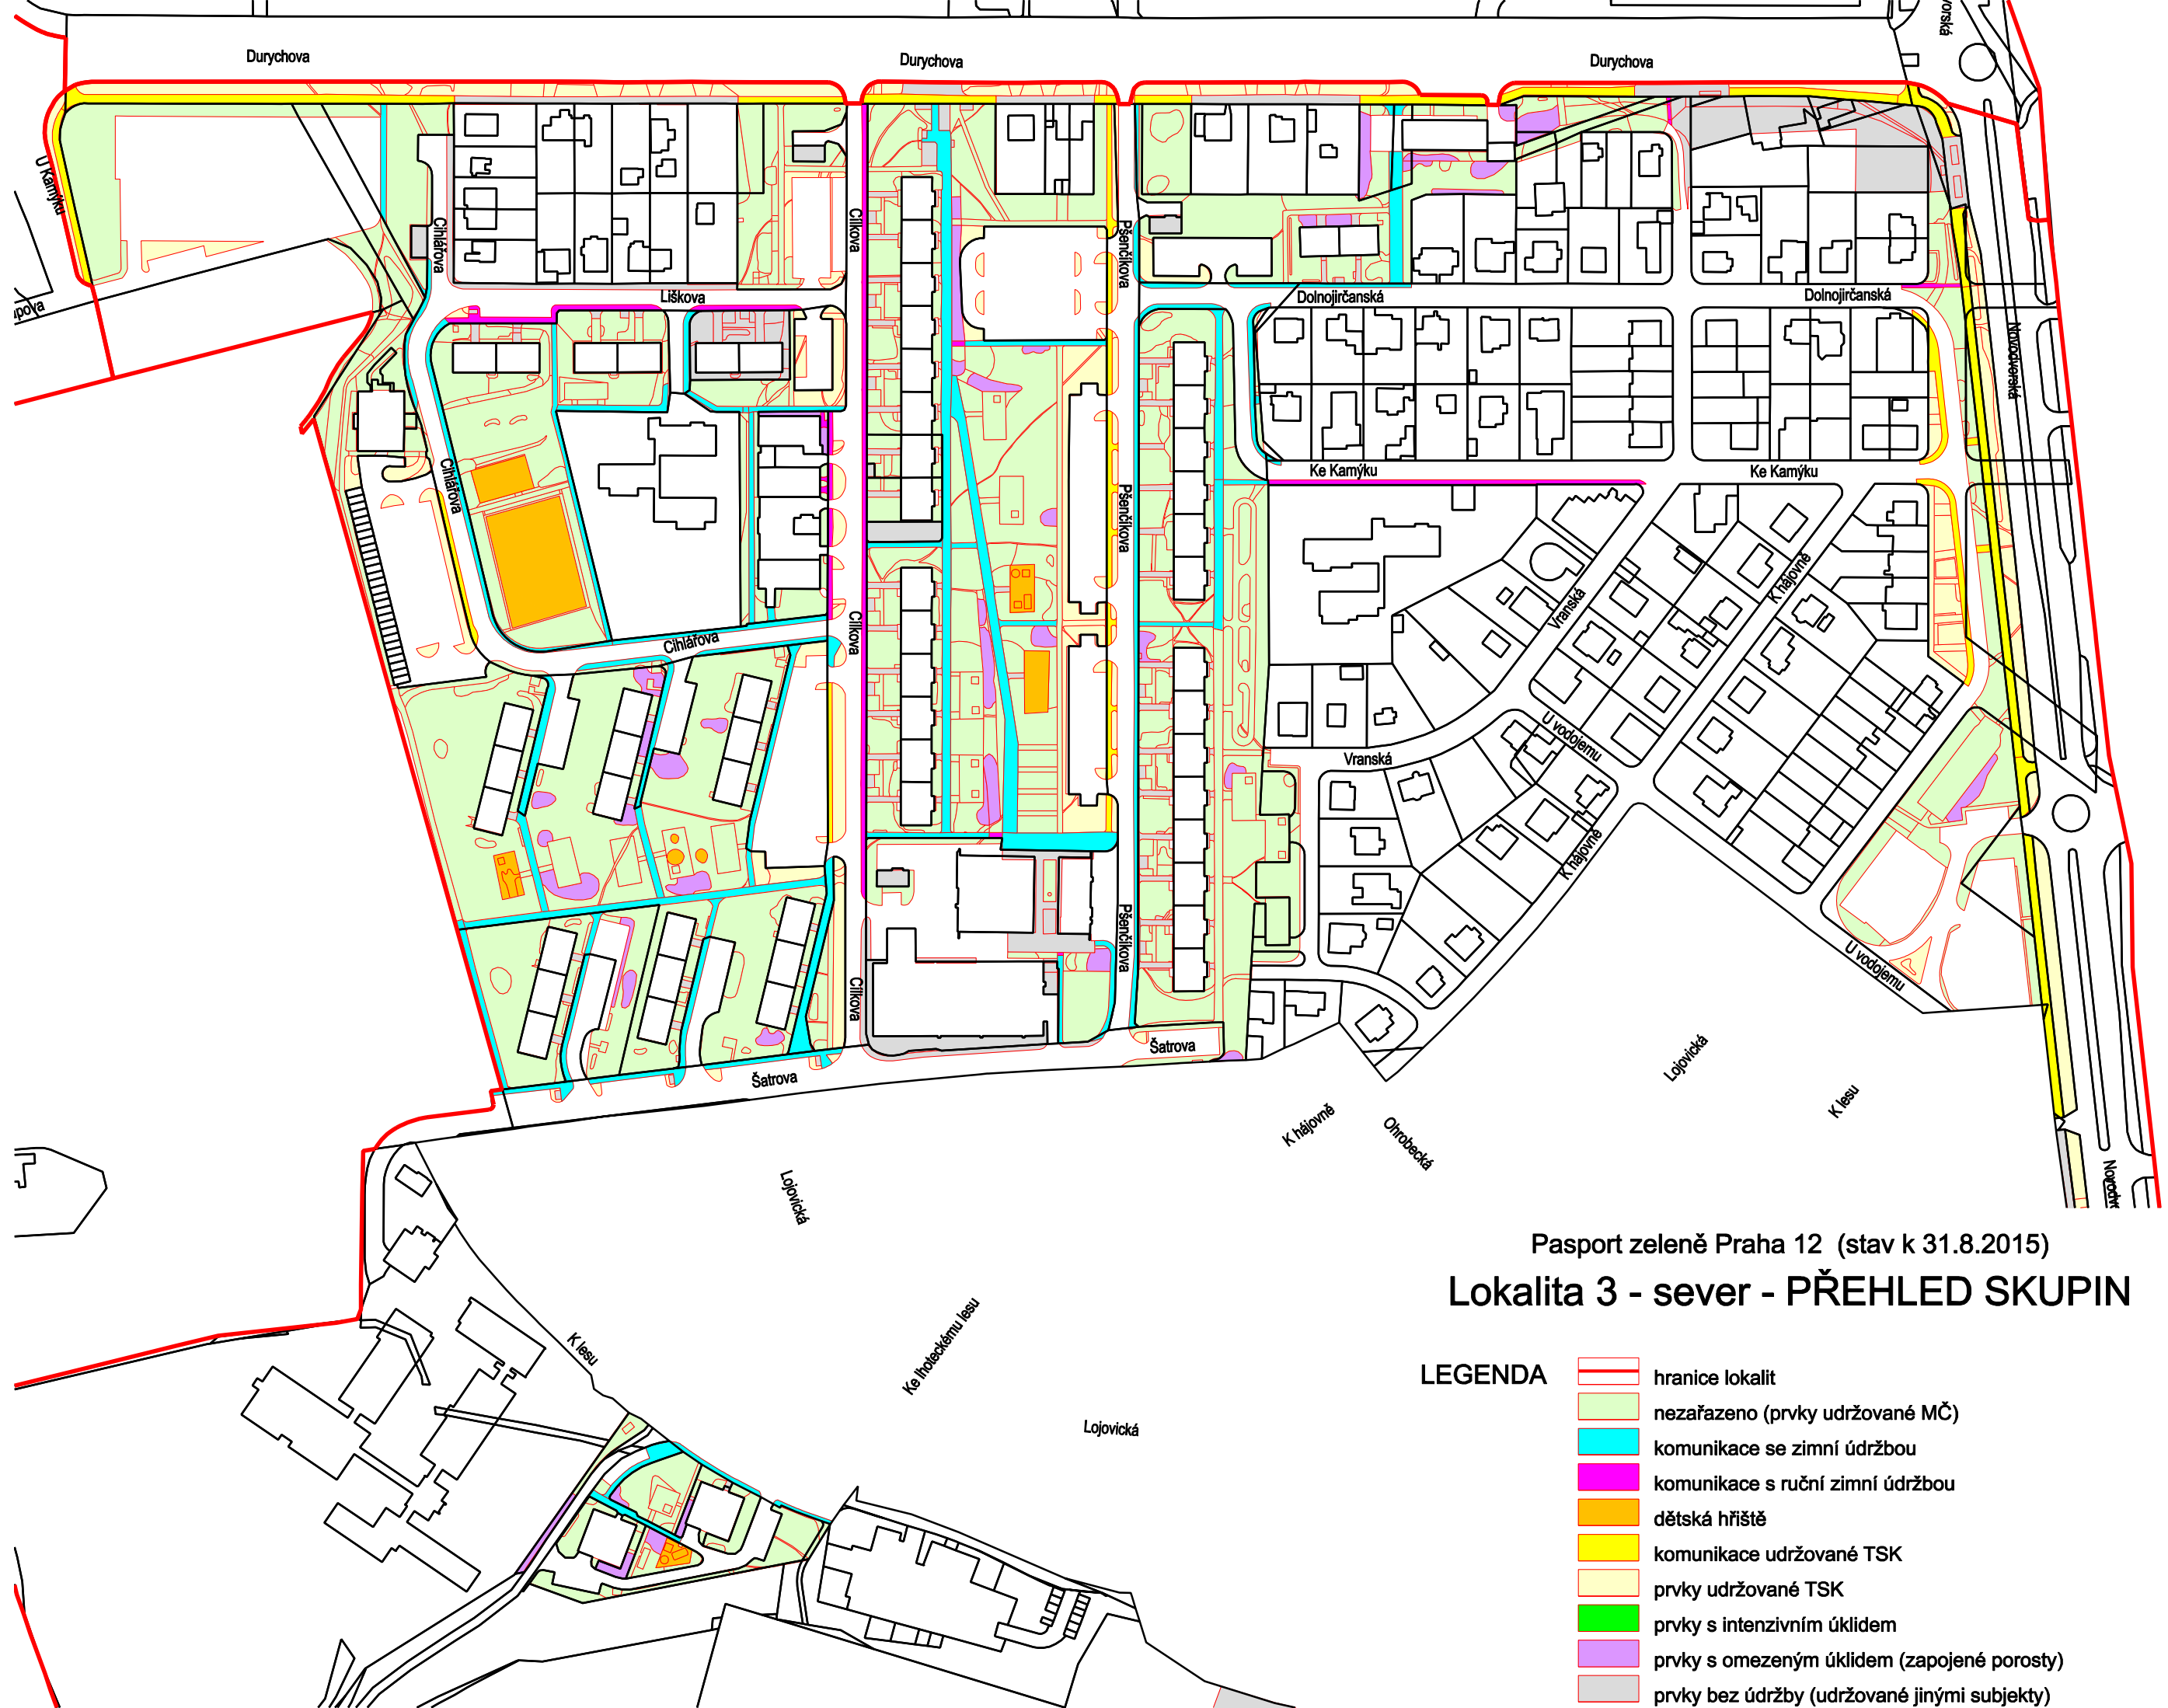 vorská
Durychova
Durychova
Durychova
U Kamýku
Cihlářova
Cílkova
Pšenčíkova
Liškova
Dolnojirčanská
Dolnojirčanská
Novodvorská
Cihlářova
Ke Kamýku
Ke Kamýku
Pšenčíkova
Vranská
K hájovně
Cihlářova
Cílkova
U vodojemu
Vranská
K hájovně
Pšenčíkova
Cílkova
U vodojemu
Šatrova
Šatrova
Lojovická
K lesu
K hájovně
Ohrobecká
Lojovická
Novodv
Pasport zeleně Praha 12 (stav k 31.8.2015)
Lokalita 3 - sever - PŘEHLED SKUPIN
K lesu
Ke lhoteckému lesu
Lojovická
LEGENDA
hranice lokalit
nezařazeno (prvky udržované MČ)
komunikace se zimní údržbou
komunikace s ruční zimní údržbou
dětská hřiště
komunikace udržované TSK
prvky udržované TSK
prvky s intenzivním úklidem
prvky s omezeným úklidem (zapojené porosty)
prvky bez údržby (udržované jinými subjekty)